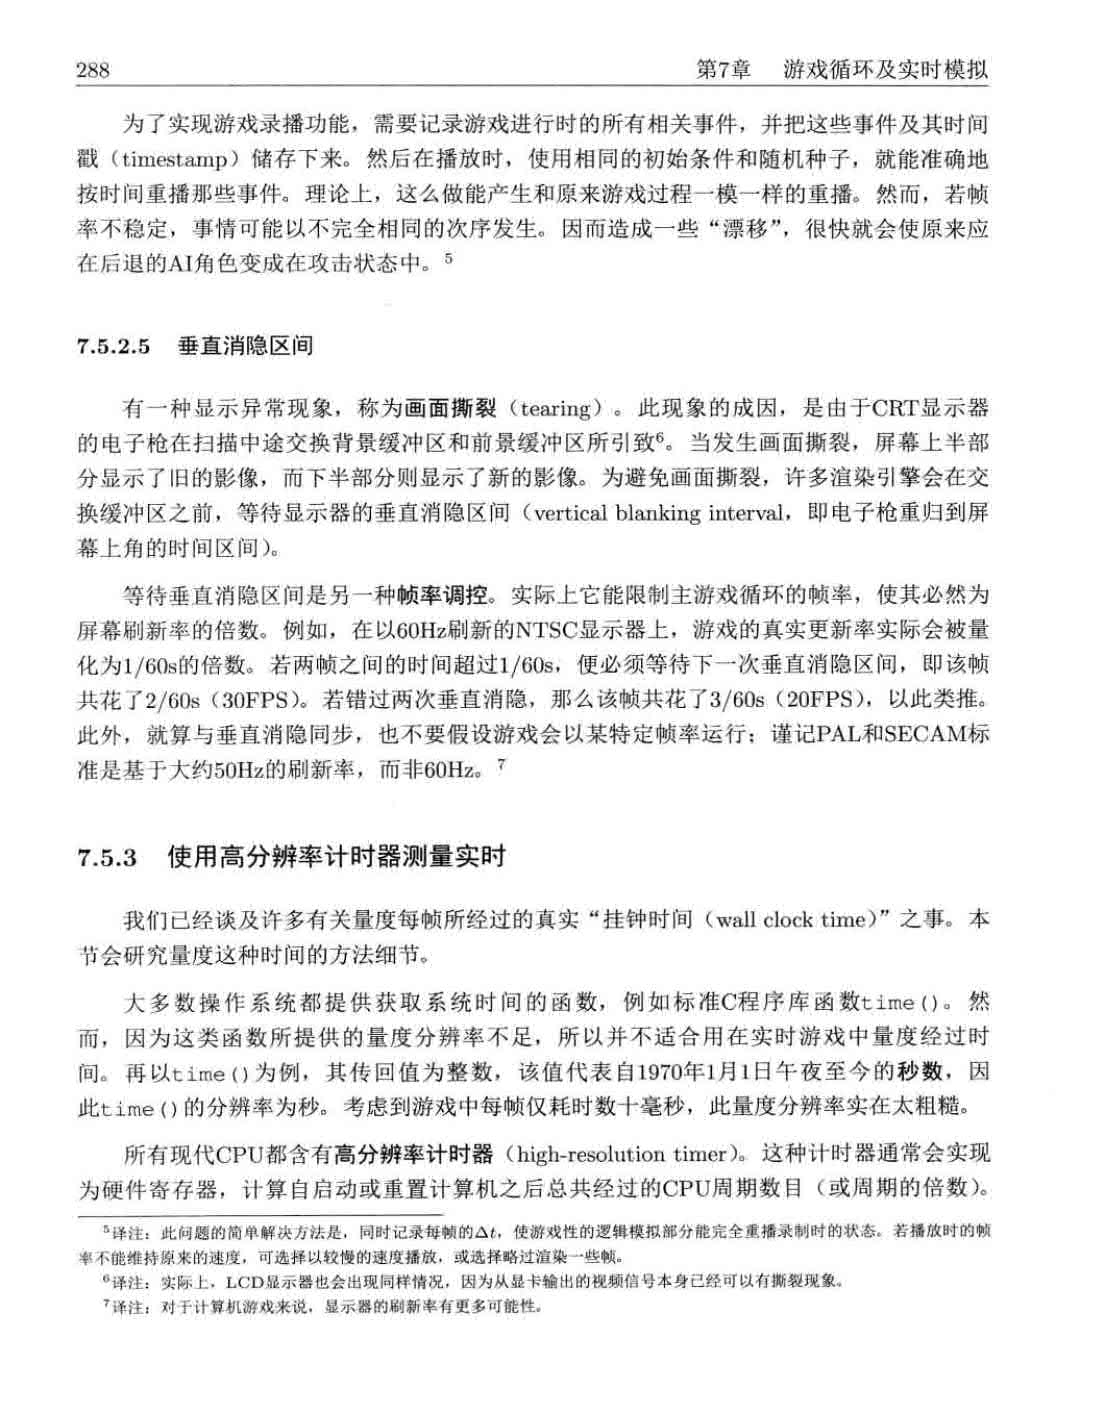 288
第7章 游戏循环及实时模拟
为了实现游戏录播功能，需要记录游戏进行时的所有相关事件，并把这些事件及其时间
戳（timestamp）储存下来。然后在播放时，使用相同的初始条件和随机种子，就能准确地
按时间重播那些事件。理论上，这么做能产生和原来游戏过程一模一样的重播。然而，若帧
率不稳定，事情可能以不完全相同的次序发生。因而造成一些“漂移”，很快就会使原来应
在后退的AI角色变成在攻击状态中。5
7.5.2.5 垂直消隐区间
有一种显示异常现象，称为画面撕裂（tearing）。此现象的成因，是由于CRT显示器
的电子枪在扫描中途交换背景缓冲区和前景缓冲区所引致6。当发生画面撕裂，屏幕上半部
分显示了旧的影像，而下半部分则显示了新的影像。为避免画面撕裂，许多渲染引擎会在交
换缓冲区之前，等待显示器的垂直消隐区间（vertical blanking interval，即电子枪重归到屏
幕上角的时间区间）。
等待垂直消隐区间是另一种帧率调控。实际上它能限制主游戏循环的帧率，使其必然为
屏幕刷新率的倍数。例如，在以60Hz刷新的NTSC显示器上，游戏的真实更新率实际会被量
化为1/60s的倍数。若两帧之间的时间超过1/60s，便必须等待下一次垂直消隐区间，即该帧
共花了2/60s（30FPS）。若错过两次垂直消隐，那么该帧共花了3/60s（20FPS），以此类推。
此外，就算与垂直消隐同步，也不要假设游戏会以某特定帧率运行；谨记PAL和SECAM标
准是基于大约50Hz的刷新率，而非60Hz。7
7.5.3 使用高分辨率计时器测量实时
我们已经谈及许多有关量度每帧所经过的真实“挂钟时间（wall clock time）”之事。本
节会研究量度这种时间的方法细节。
大多数操作系统都提供获取系统时间的函数，例如标准C程序库函数time()。然
而，因为这类函数所提供的量度分辨率不足，所以并不适合用在实时游戏中量度经过时
间。再以time()为例，其传回值为整数，该值代表自1970年1月1日午夜至今的秒数，因
此time()的分辨率为秒。考虑到游戏中每帧仅耗时数十毫秒，此量度分辨率实在太粗糙。
所有现代CPU都含有高分辨率计时器（high-resolution timer）。这种计时器通常会实现
为硬件寄存器，计算自启动或重置计算机之后总共经过的CPU周期数目（或周期的倍数）。
5译注：此问题的简单解决方法是，同时记录每帧的Δt，使游戏性的逻辑模拟部分能完全重播录制时的状态。若播放时的帧
率不能维持原来的速度，可选择以较慢的速度播放，或选择略过渲染一些帧。
6译注：实际上，LCD显示器也会出现同样情况，因为从显卡输出的视频信号本身已经可以有撕裂现象。
7译注：对于计算机游戏来说，显示器的刷新率有更多可能性。